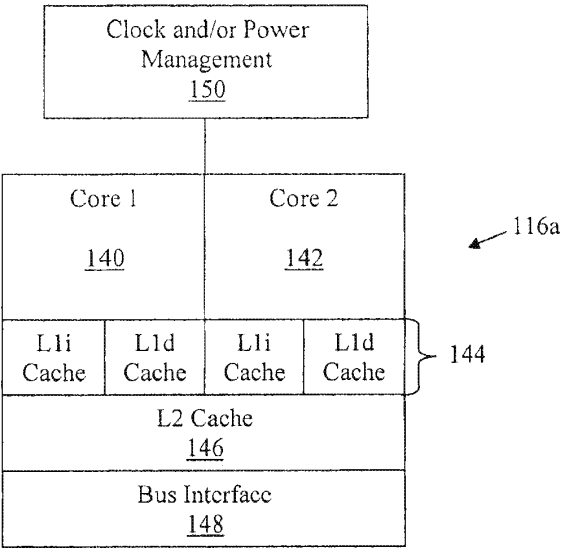 Clock and/or Power
Management
150
Core 1
Core 2
116a
140
142
L1i
Cache
L1d
Cache
L1i
Cache
L1d
Cache
144
L2 Cache
146
Bus Interface
148